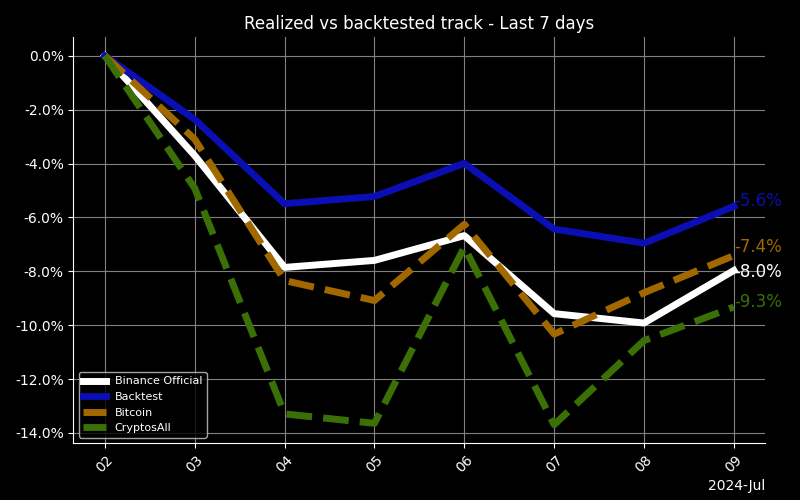 Realized vs backtested track - Last 7 days
0.0%
-2.0%
-4.0%
-6.0%
-8.0%
-10.0%
-12.0%
-14.0%
-5.6%
-7.4%
-8.0%
-9.3%
Binance Official
Backtest
Bitcoin
CryptosAll
02 03 04 05 06 07 08 09
2024-Jul